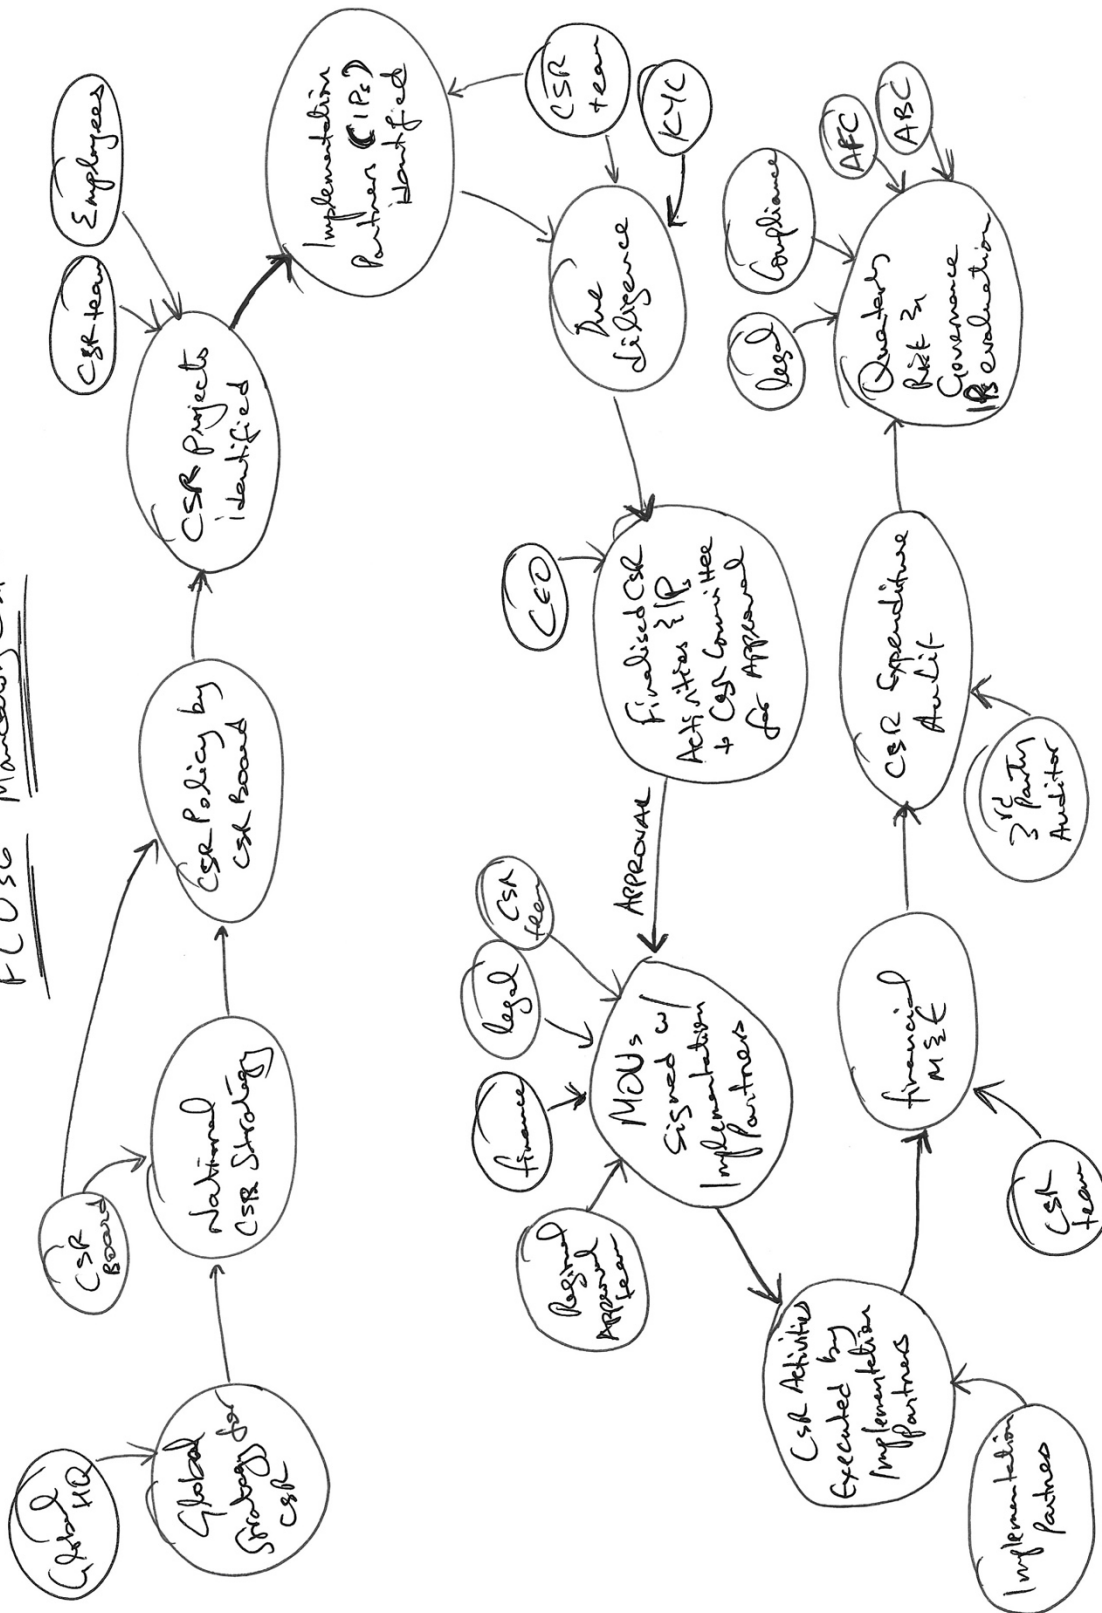 Global
HQ
Global
Strategy for
CSR
CSR
Board
National
CSR Strategy
CSR Policy by
CSR Board
CSR team
Employees
CSR Projects
identified
Implementation
Partners (IPs)
identified
CSR
team
KYC
Due
diligence
CEO
Finalised CSR
Activities & IPs
+ CSR Committee
for Approval
APPROVAL
Regional
Approval
team
finance
legal
CSR
team
MOUs
signed w/
Implementation
Partners
CSR Activities
Executed by
Implementation
Partners
Implementation
Partner
financial
M&E
CSR
team
CSR Expenditure
Audit
3rd Party
Auditor
legal
Compliance
AFC
ABC
Quaterly
Risk &
Governance
IPs evaluation